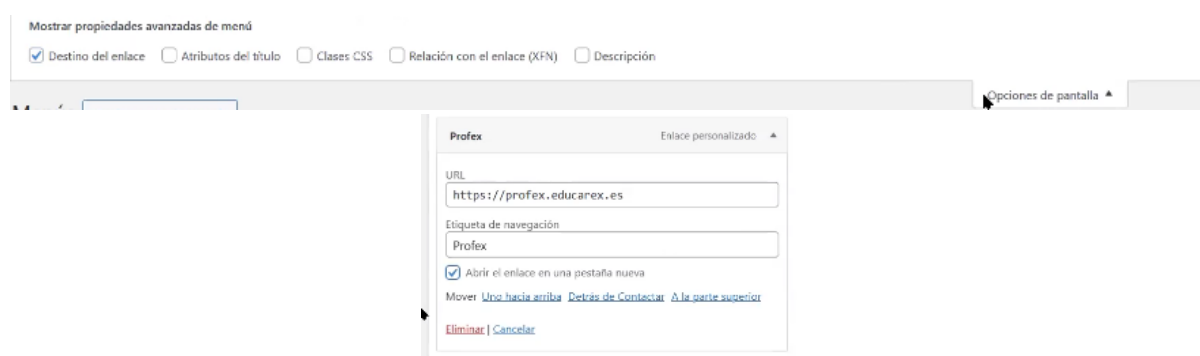 Mostrar propiedades avanzadas de menú
Destino del enlace Atributos del título Clases CSS Relación con el enlace (XFN) Descripción
Opciones de pantalla
Profex Enlace personalizado
URL
https://profex.educarex.es
Etiqueta de navegación
Profex
Abrir el enlace en una pestaña nueva
Mover Uno hacia arriba Detrás de Contactar A la parte superior
Eliminar | Cancelar